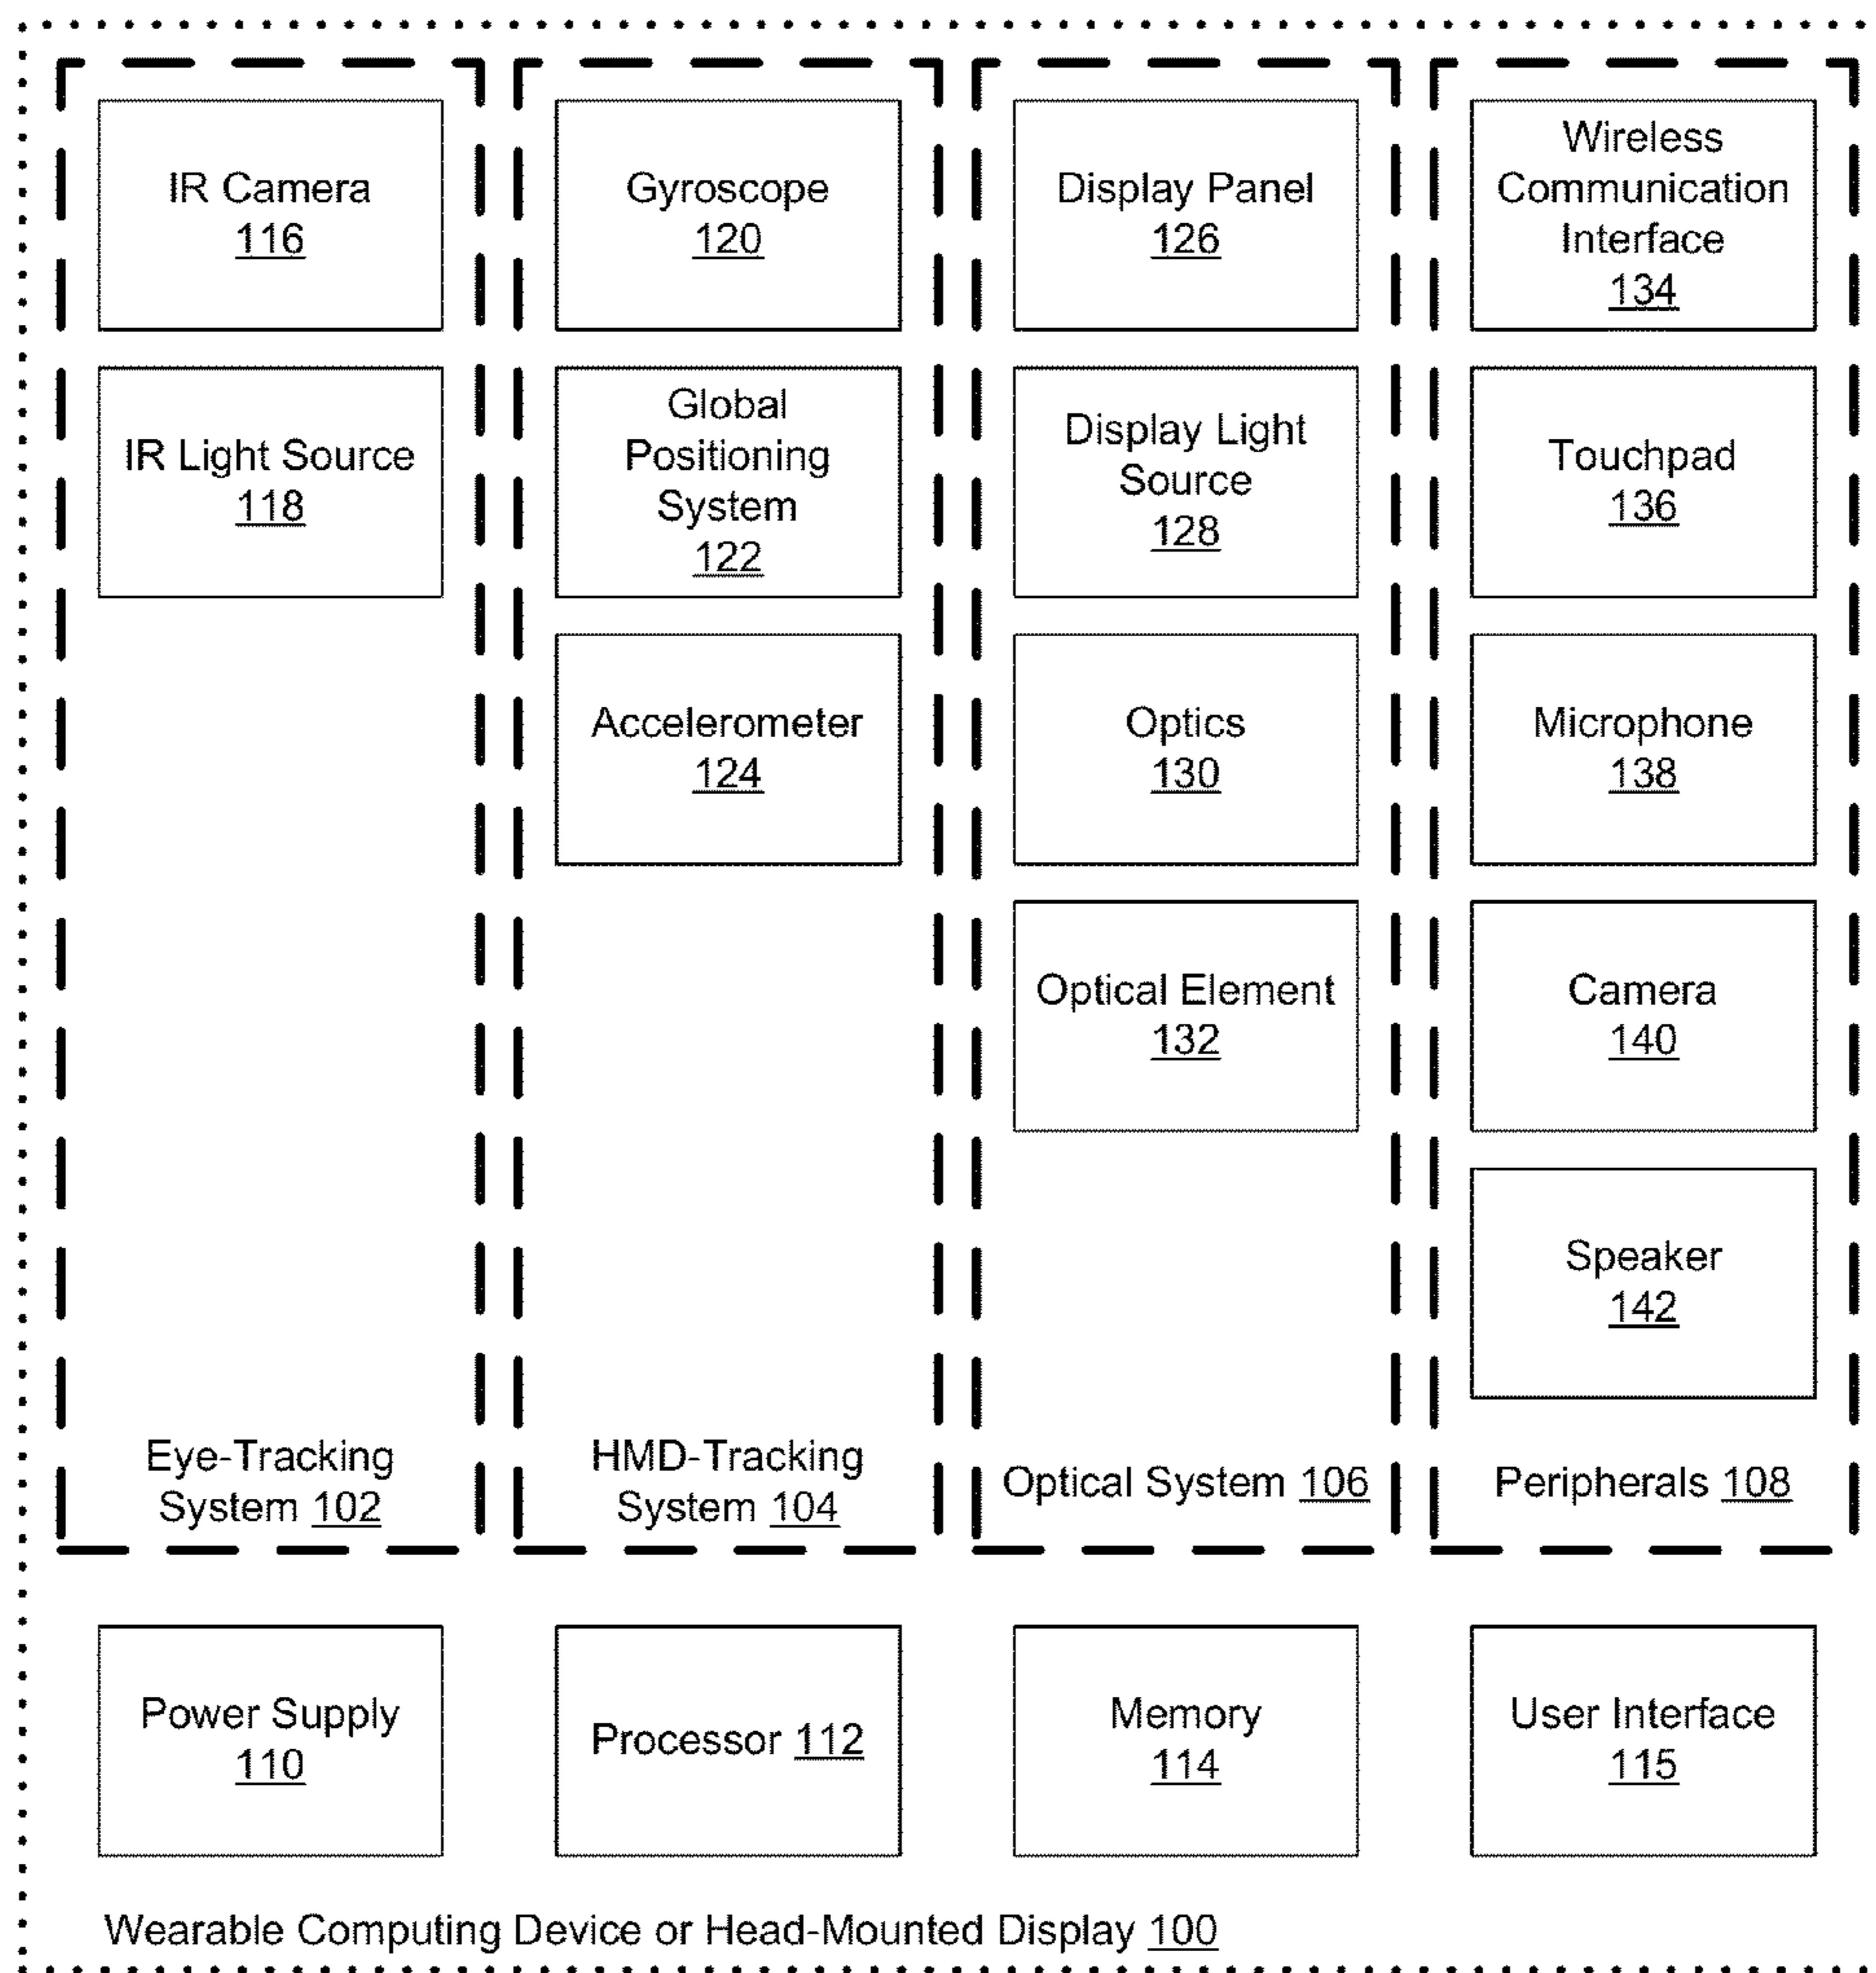 IR Camera
116
IR Light Source
118
Eye-Tracking
System 102
Gyroscope
120
Global
Positioning
System
122
Accelerometer
124
HMD-Tracking
System 104
Display Panel
126
Display Light
Source
128
Optics
130
Optical Element
132
Optical System 106
Wireless
Communication
Interface
134
Touchpad
136
Microphone
138
Camera
140
Speaker
142
Peripherals 108
Power Supply
110
Processor 112
Memory
114
User Interface
115
Wearable Computing Device or Head-Mounted Display 100